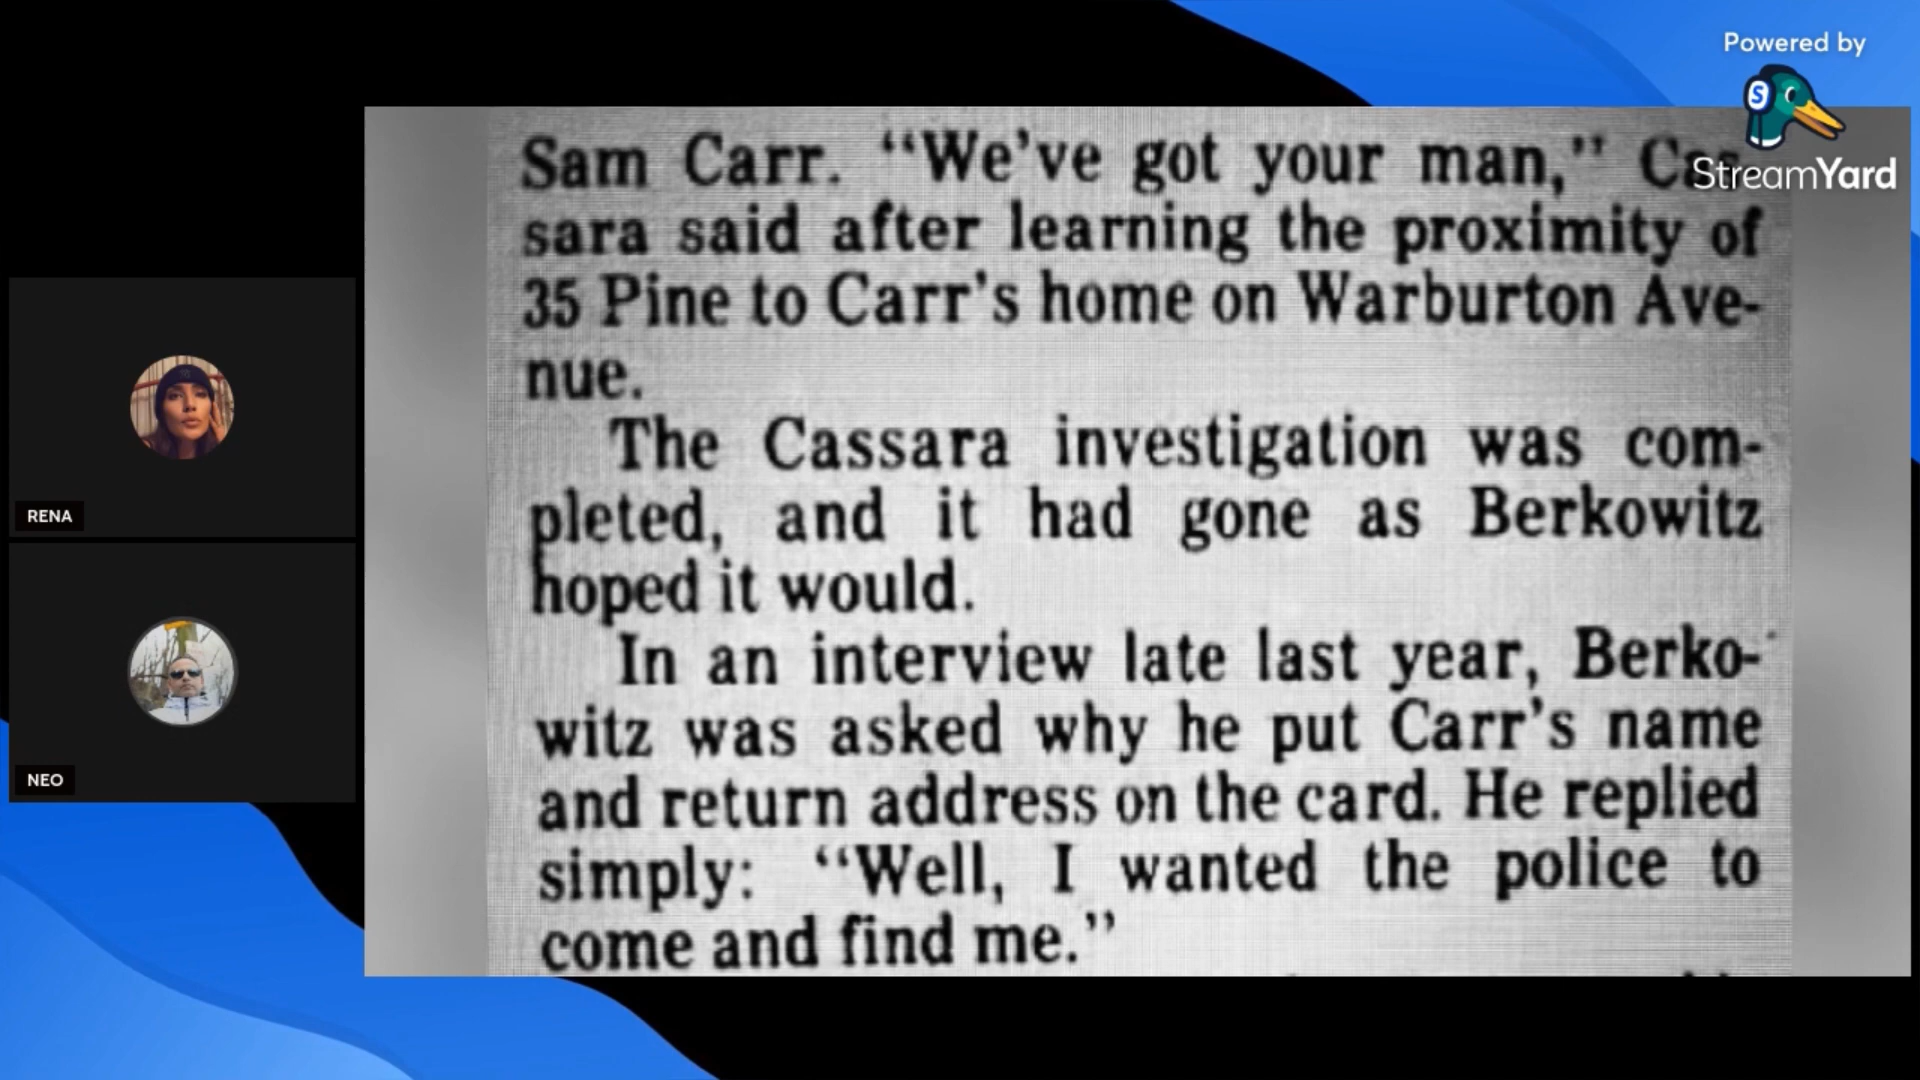 Powered by
StreamYard
Sam Carr. “We’ve got your man,”
sara said after learning the proximity of
35 Pine to Carr’s home on Warburton Ave-
nue.
The Cassara investigation was com-
pleted, and it had gone as Berkowitz
hoped it would.
In an interview late last year, Berko-
witz was asked why he put Carr’s name
and return address on the card. He replied
simply: “Well, I wanted the police to
come and find me.”
RENA
NEO